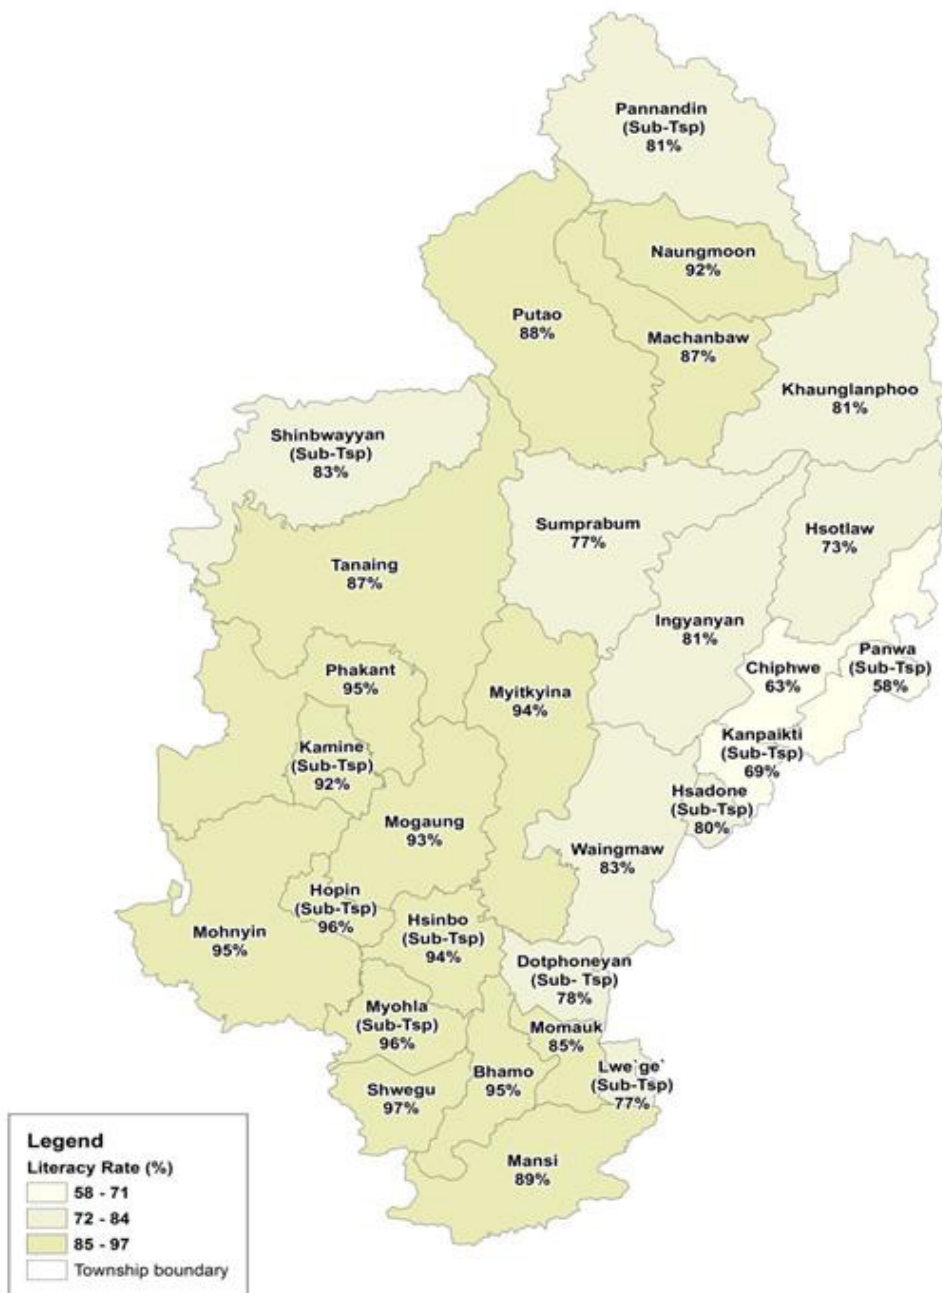 Pannandin
(Sub-Tsp)
81%
Naungmoon
92%
Putao
88%
Machanbaw
87%
Khaunglanphoo
81%
Shinbwayyan
(Sub-Tsp)
83%
Sumprabum
77%
Hsotlaw
73%
Tanaing
87%
Ingyanyan
81%
Chiphwe
63%
Panwa
(Sub-Tsp)
58%
Phakant
95%
Myitkyina
94%
Kanpaikti
(Sub-Tsp)
69%
Kamine
(Sub-Tsp)
92%
Hsadone
(Sub-Tsp)
80%
Mogaung
93%
Waingmaw
83%
Hopin
(Sub-Tsp)
96%
Mohnyin
95%
Hsinbo
(Sub-Tsp)
94%
Dotphoneyan
(Sub- Tsp)
78%
Myohla
(Sub-Tsp)
96%
Momauk
85%
Lwe`ge`
(Sub-Tsp)
77%
Bhamo
95%
Shwegu
97%
Mansi
89%
Legend
Literacy Rate (%)
58 - 71
72 - 84
85 - 97
Township boundary